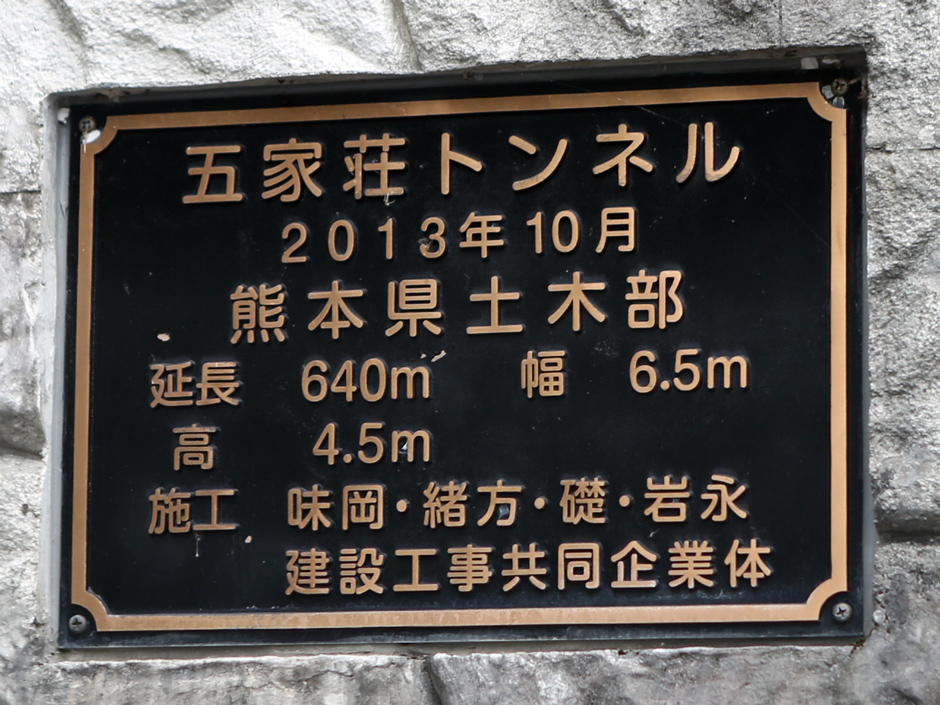 五家荘トンネル
2013年10月
熊本県土木部
延長 640m 幅 6.5m
高 4.5m
施工 味岡・緒方・礎・岩永
建設工事共同企業体